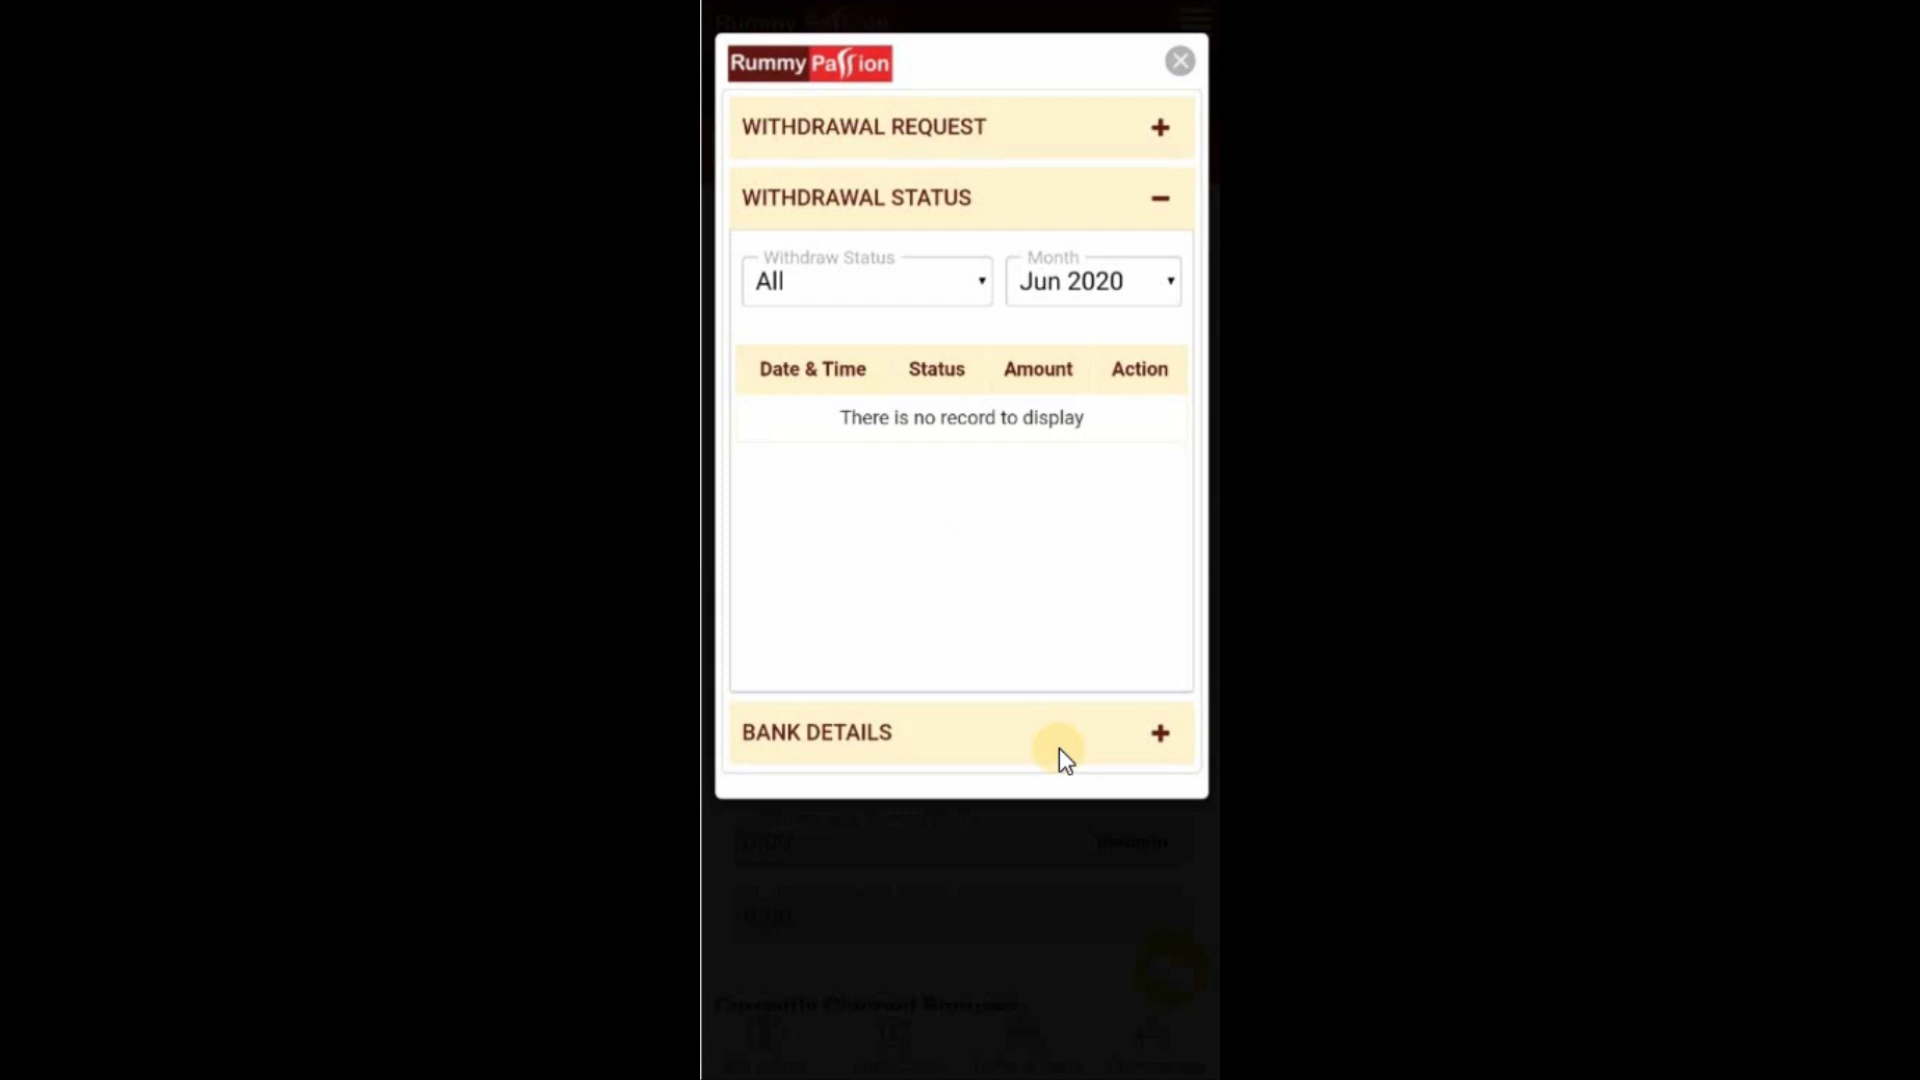 Rummy Passion
WITHDRAWAL REQUEST
WITHDRAWAL STATUS
Withdraw Status
Month
All
Jun 2020
Date & Time Status Amount Action
There is no record to display
BANK DETAILS